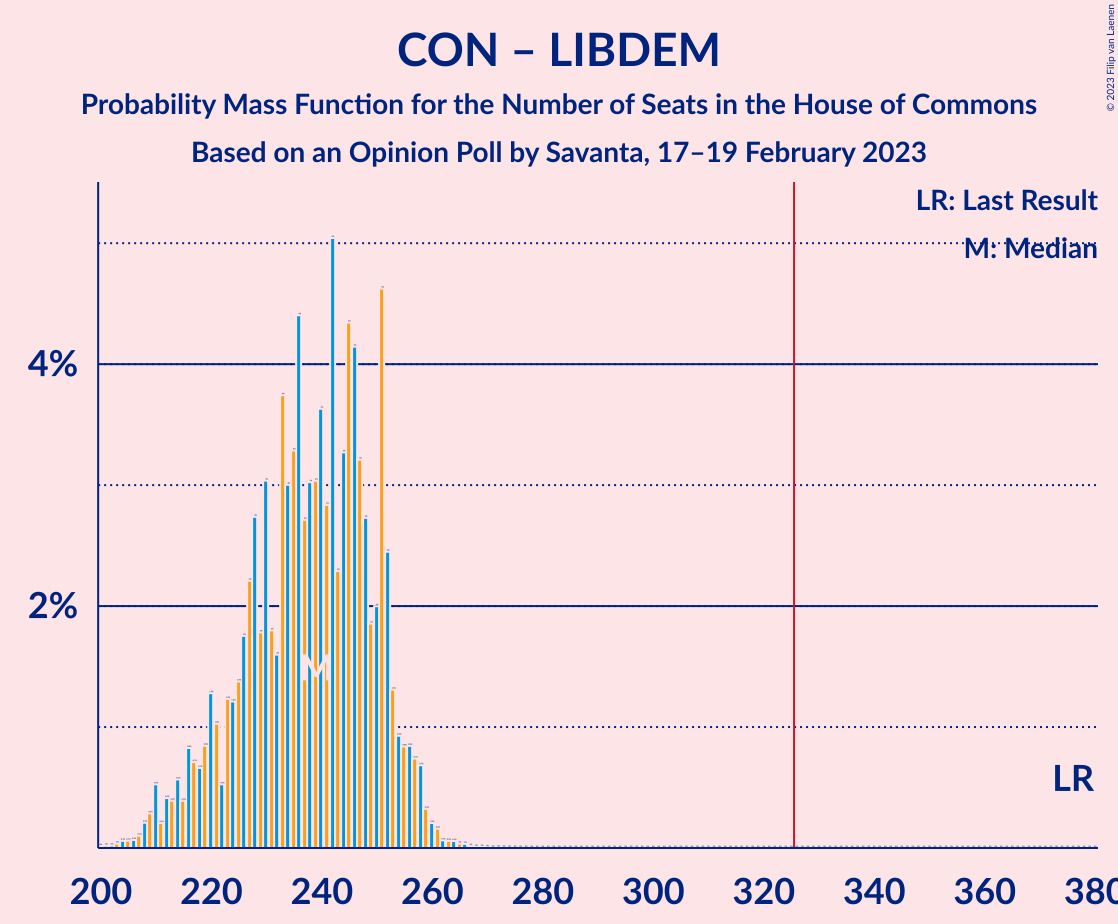 CON – LIBDEM
Probability Mass Function for the Number of Seats in the House of Commons
Based on an Opinion Poll by Savanta, 17–19 February 2023
© 2023 Filip van Laenen
LR: Last Result
M: Median
4%
2%
M
LR
200 220 240 260 280 300 320 340 360 380